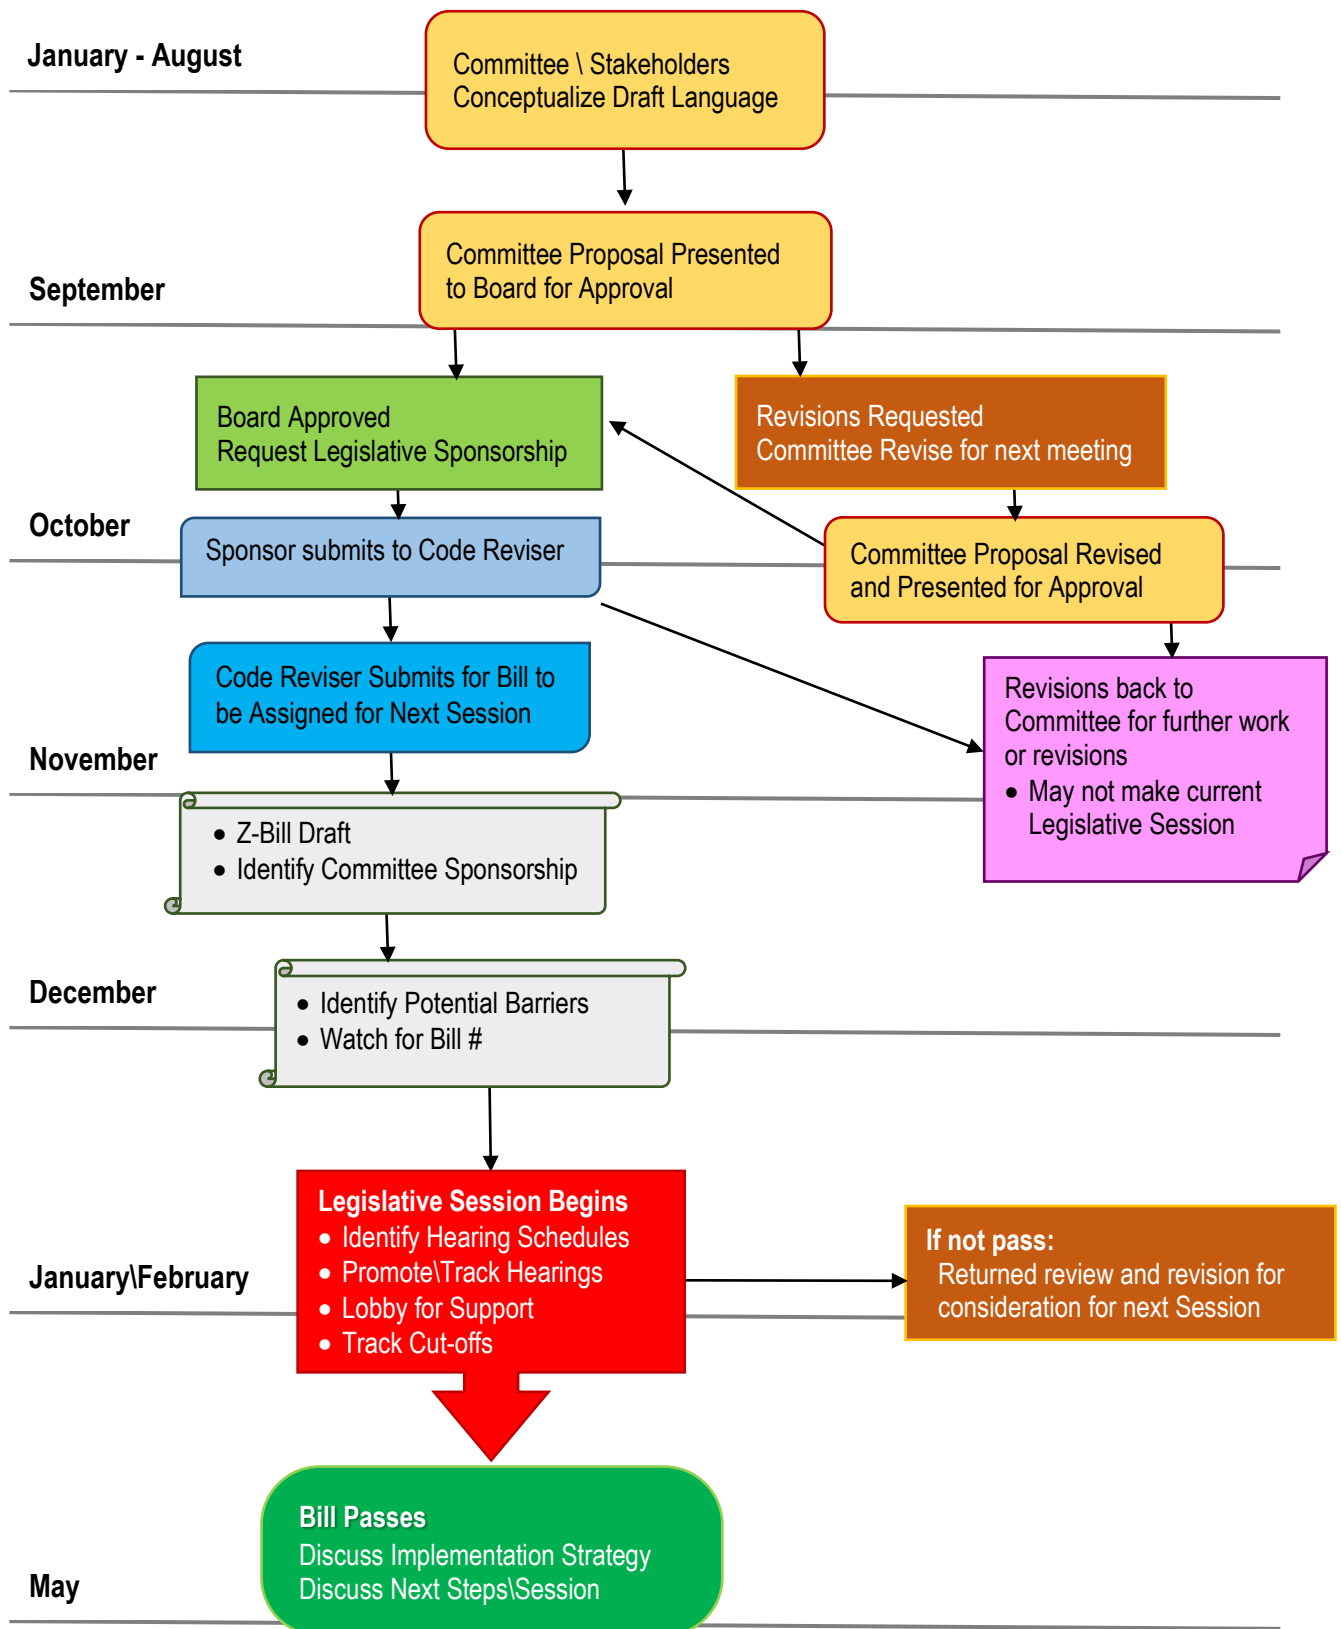 January - August
Committee \ Stakeholders
Conceptualize Draft Language
Committee Proposal Presented
to Board for Approval
September
Board Approved
Request Legislative Sponsorship
Revisions Requested
Committee Revise for next meeting
October
Sponsor submits to Code Reviser
Committee Proposal Revised
and Presented for Approval
Code Reviser Submits for Bill to
be Assigned for Next Session
Revisions back to
Committee for further work
or revisions
• May not make current
Legislative Session
November
• Z-Bill Draft
• Identify Committee Sponsorship
December
• Identify Potential Barriers
• Watch for Bill #
Legislative Session Begins
• Identify Hearing Schedules
• Promote\Track Hearings
• Lobby for Support
• Track Cut-offs
January\February
If not pass:
Returned review and revision for
consideration for next Session
Bill Passes
Discuss Implementation Strategy
Discuss Next Steps\Session
May